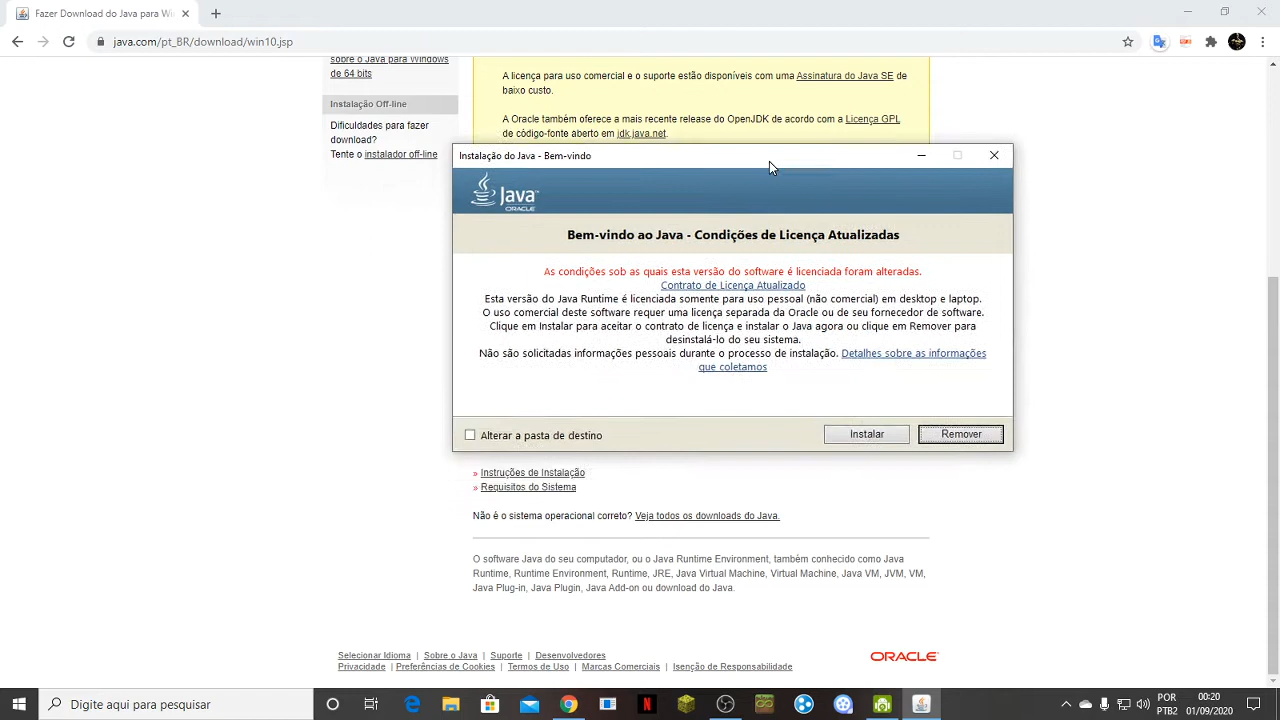 Fazer Download do Java para Wi
java.com/pt_BR/download/win10.jsp
sobre o Java para Windows
de 64 bits
Instalação Off-line
Dificuldades para fazer
download?
Tente o instalador off-line
A licença para uso comercial e o suporte estão disponíveis com uma Assinatura do Java SE de
baixo custo.
A Oracle também oferece a mais recente release do OpenJDK de acordo com a Licença GPL
de código-fonte aberto em jdk.java.net.
Instalação do Java - Bem-vindo
Java™
ORACLE
Bem-vindo ao Java - Condições de Licença Atualizadas
As condições sob as quais esta versão do software é licenciada foram alteradas.
Contrato de Licença Atualizado
Esta versão do Java Runtime é licenciada somente para uso pessoal (não comercial) em desktop e laptop.
O uso comercial deste software requer uma licença separada da Oracle ou de seu fornecedor de software.
Clique em Instalar para aceitar o contrato de licença e instalar o Java agora ou clique em Remover para
desinstalá-lo do seu sistema.
Não são solicitadas informações pessoais durante o processo de instalação. Detalhes sobre as informações
que coletamos
Alterar a pasta de destino
Instalar
Remover
» Instruções de Instalação
» Requisitos do Sistema
Não é o sistema operacional correto? Veja todos os downloads do Java.
O software Java do seu computador, ou o Java Runtime Environment, também conhecido como Java
Runtime, Runtime Environment, Runtime, JRE, Java Virtual Machine, Virtual Machine, Java VM, JVM, VM,
Java Plug-in, Java Plugin, Java Add-on ou download do Java.
Selecionar Idioma | Sobre o Java | Suporte | Desenvolvedores
Privacidade | Preferências de Cookies | Termos de Uso | Marcas Comerciais | Isenção de Responsabilidade
ORACLE
Digite aqui para pesquisar
POR
PTB2
00:20
01/09/2020